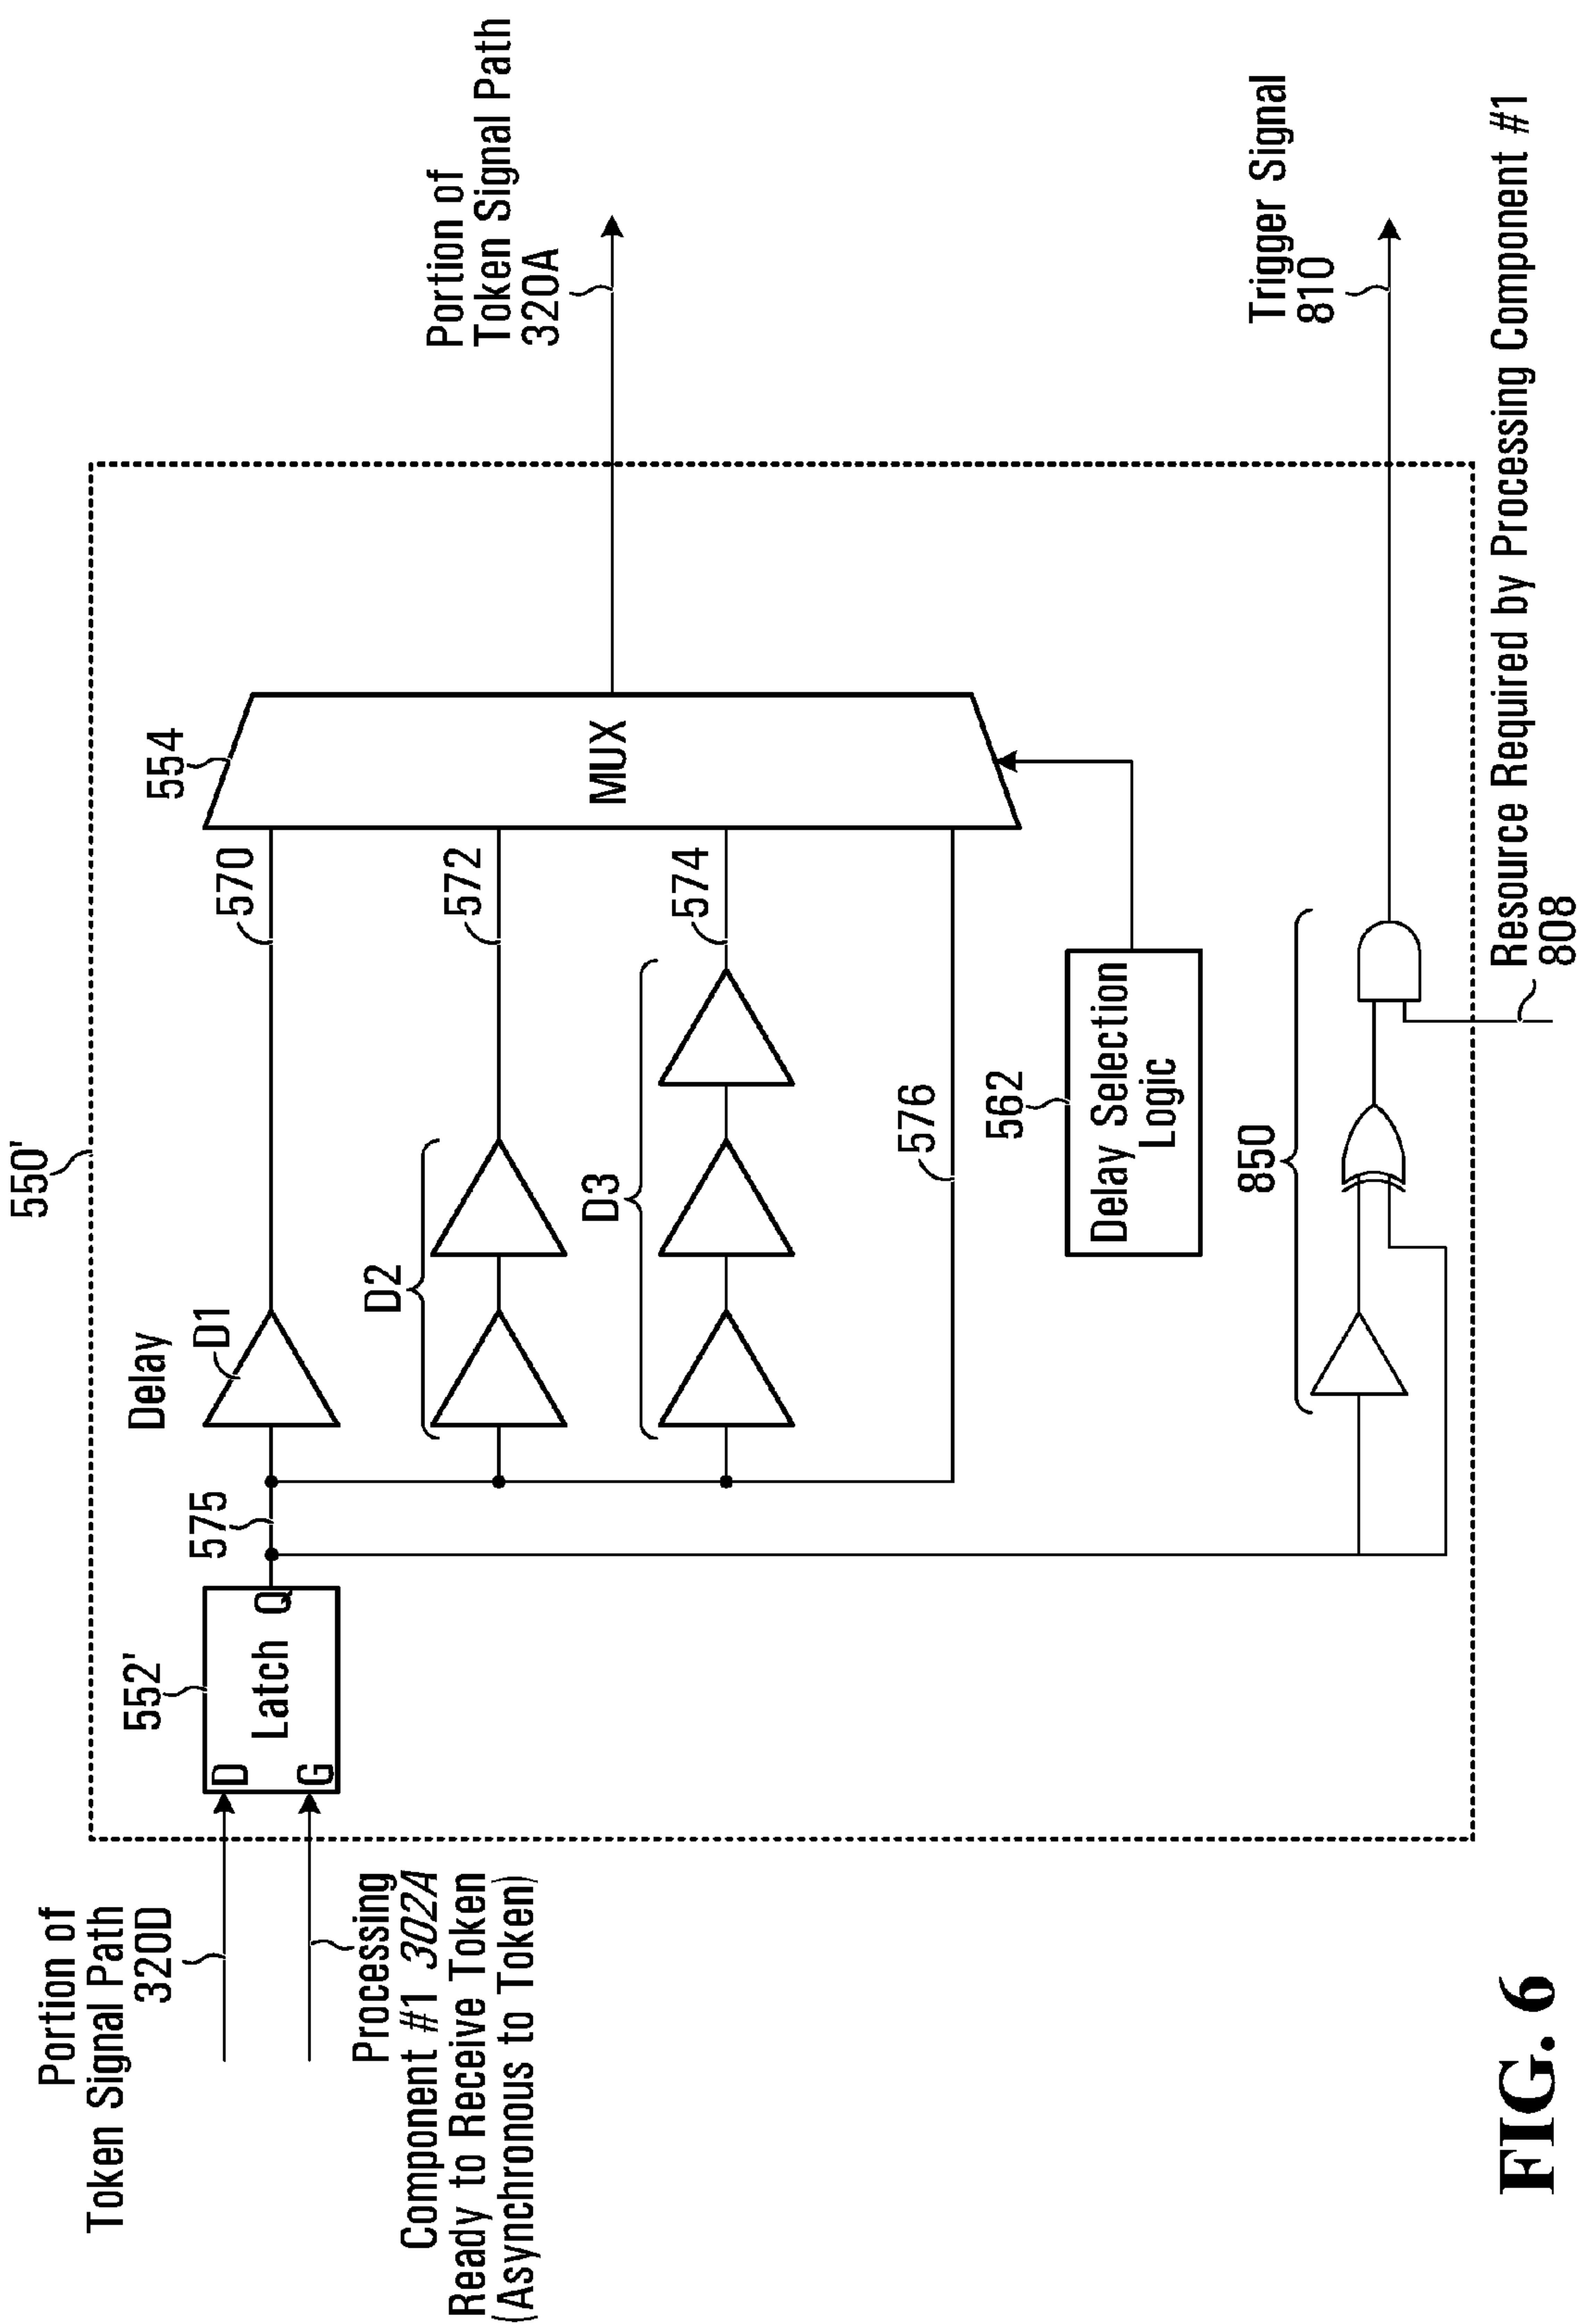 550'
Portion of
Token Signal Path
320D
552'
D
G
Latch
Q
575
Delay
D1
570
554
D2
572
D3
574
576
MUX
Portion of
Token Signal Path
320A
Processing
Component #1 302A
Ready to Receive Token
(Asynchronous to Token)
562
Delay Selection
Logic
850
Trigger Signal
810
Resource Required by Processing Component #1
808
FIG. 6